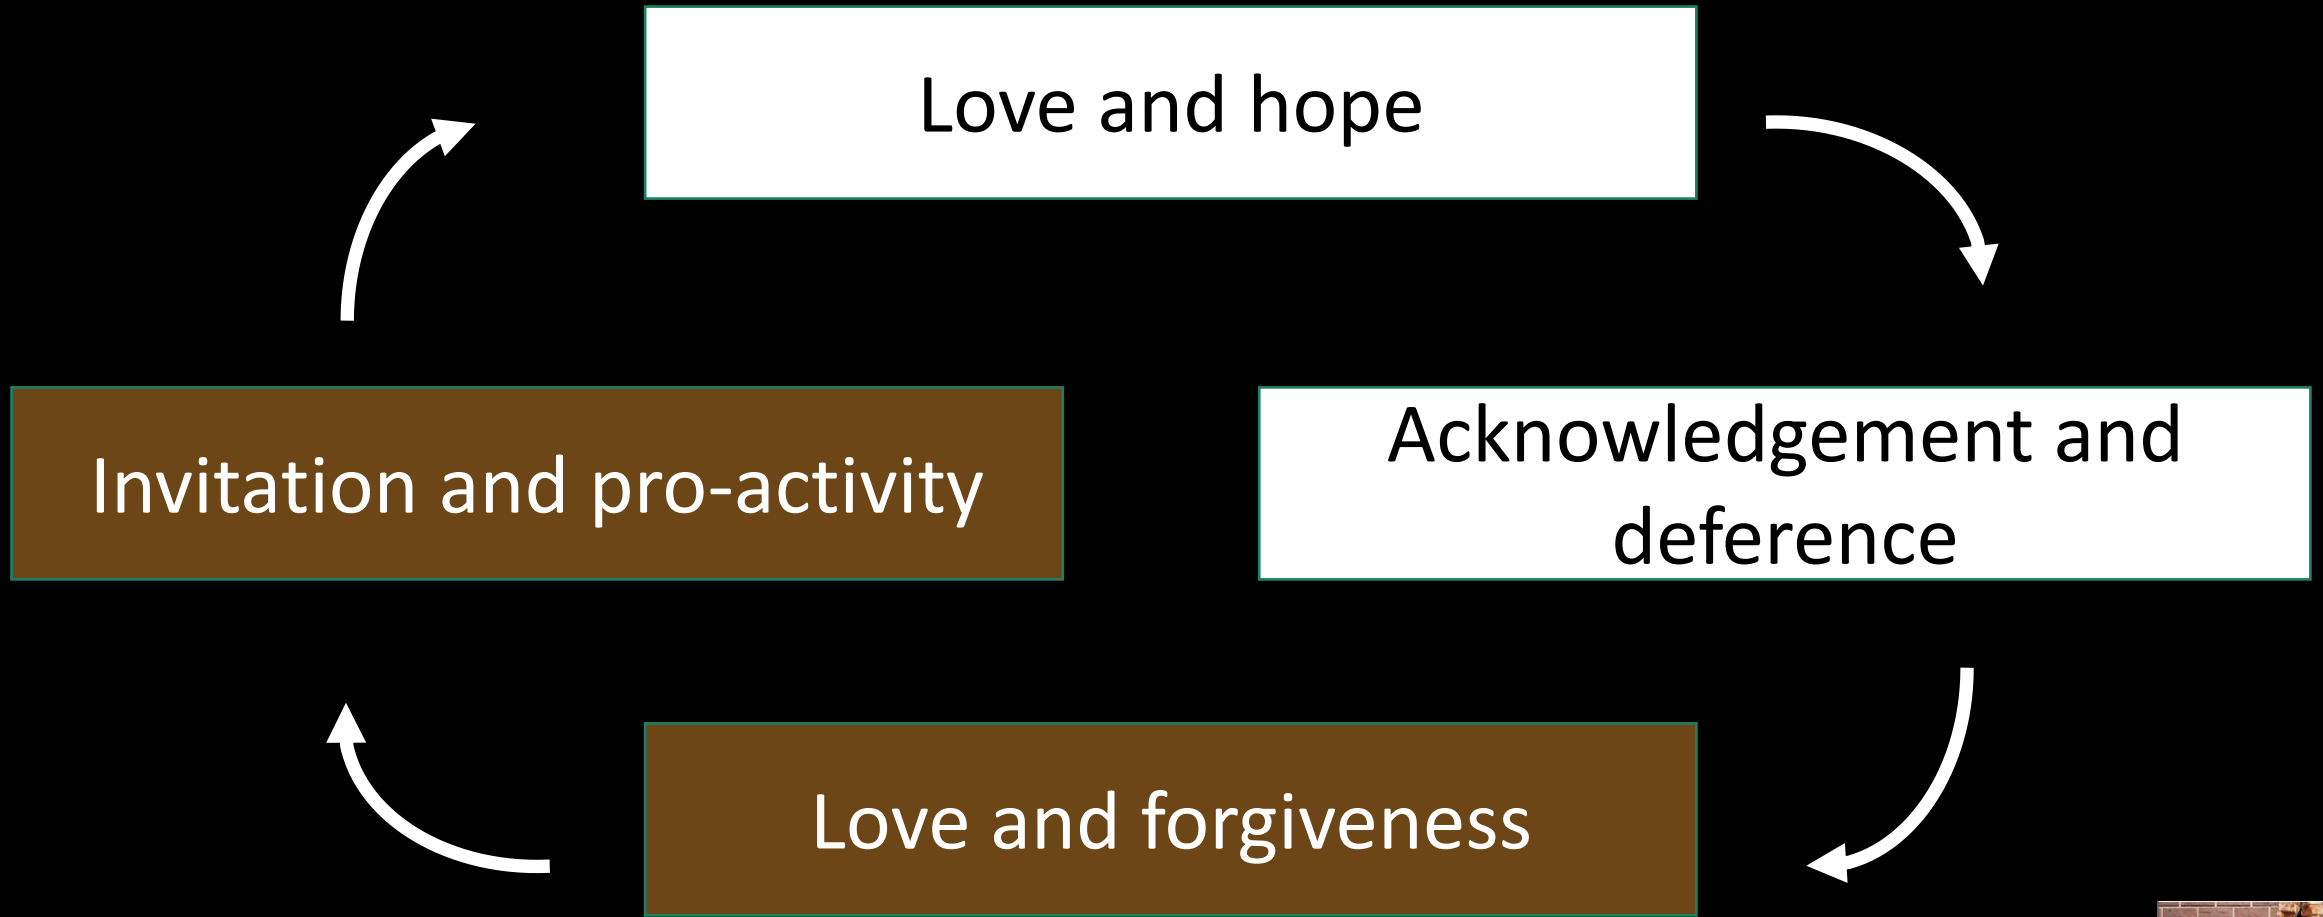 Love and hope
Invitation and pro-activity
Acknowledgement and
deference
Love and forgiveness